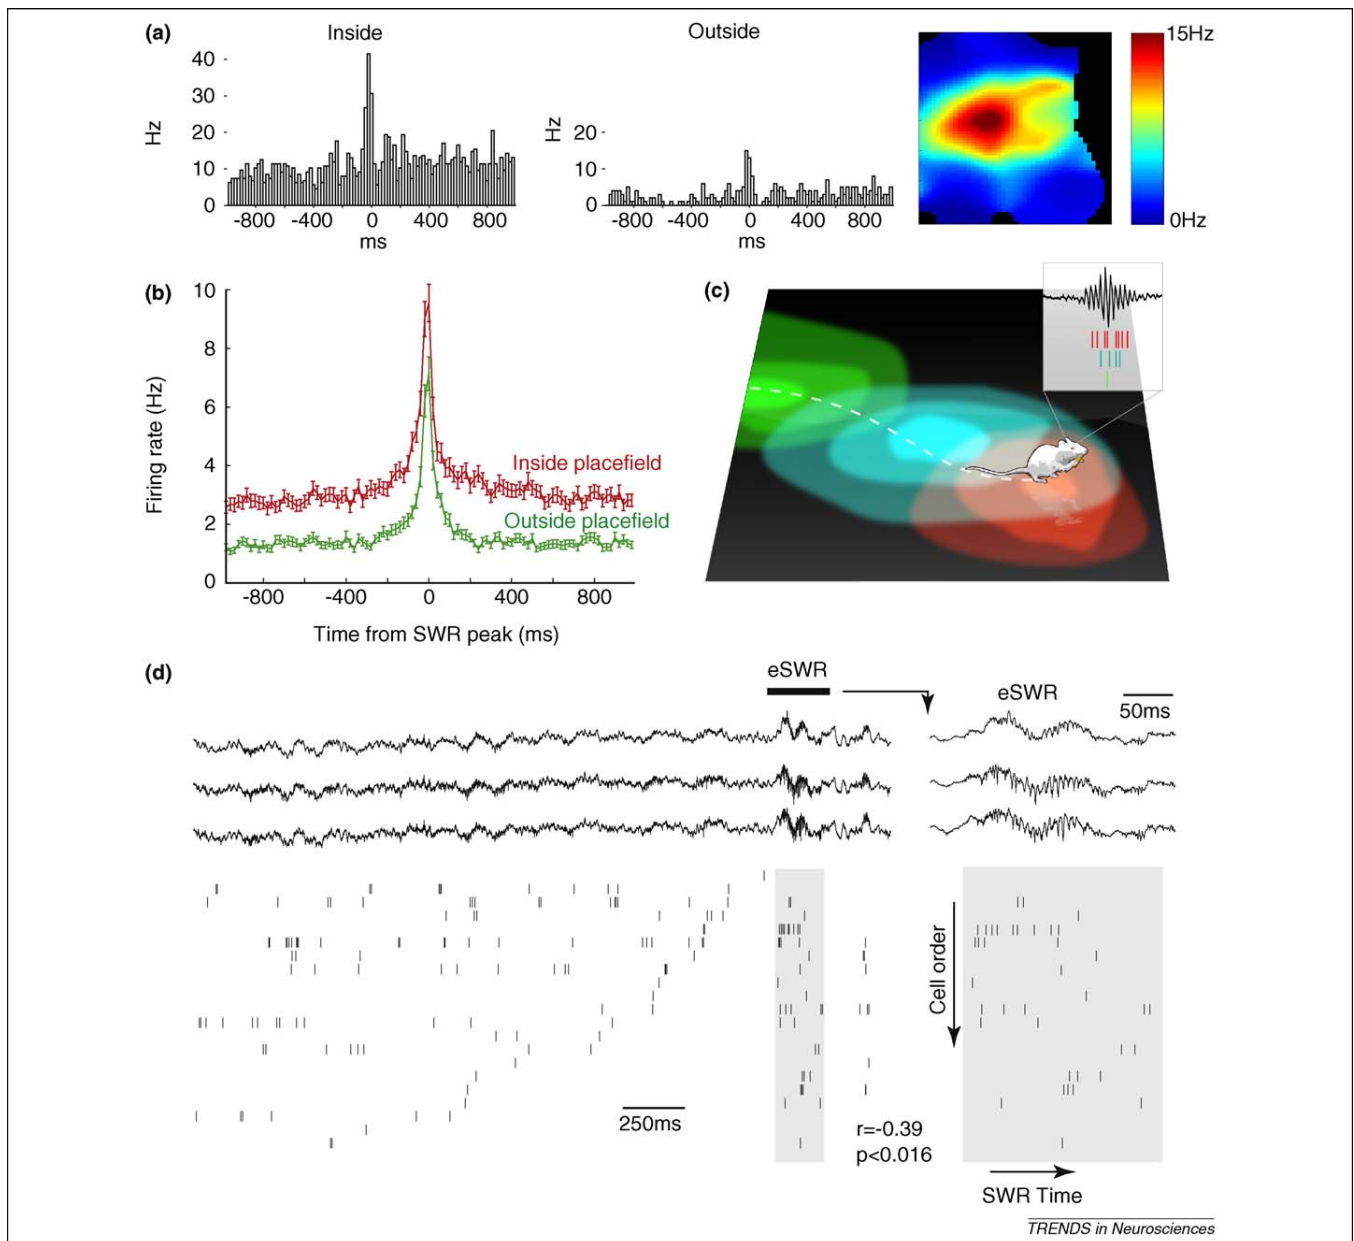 (a)
Inside
Outside
Hz
40
30
20
10
0
-800 -400 0 400 800
ms
Hz
20
10
0
-800 -400 0 400 800
ms
15Hz
0Hz
(b)
Firing rate (Hz)
10
8
6
4
2
0
Inside placefield
Outside placefield
-800 -400 0 400 800
Time from SWR peak (ms)
(c)
(d)
eSWR
eSWR
50ms
Cell order
250ms
r=-0.39
p<0.016
SWR Time
TRENDS in Neurosciences